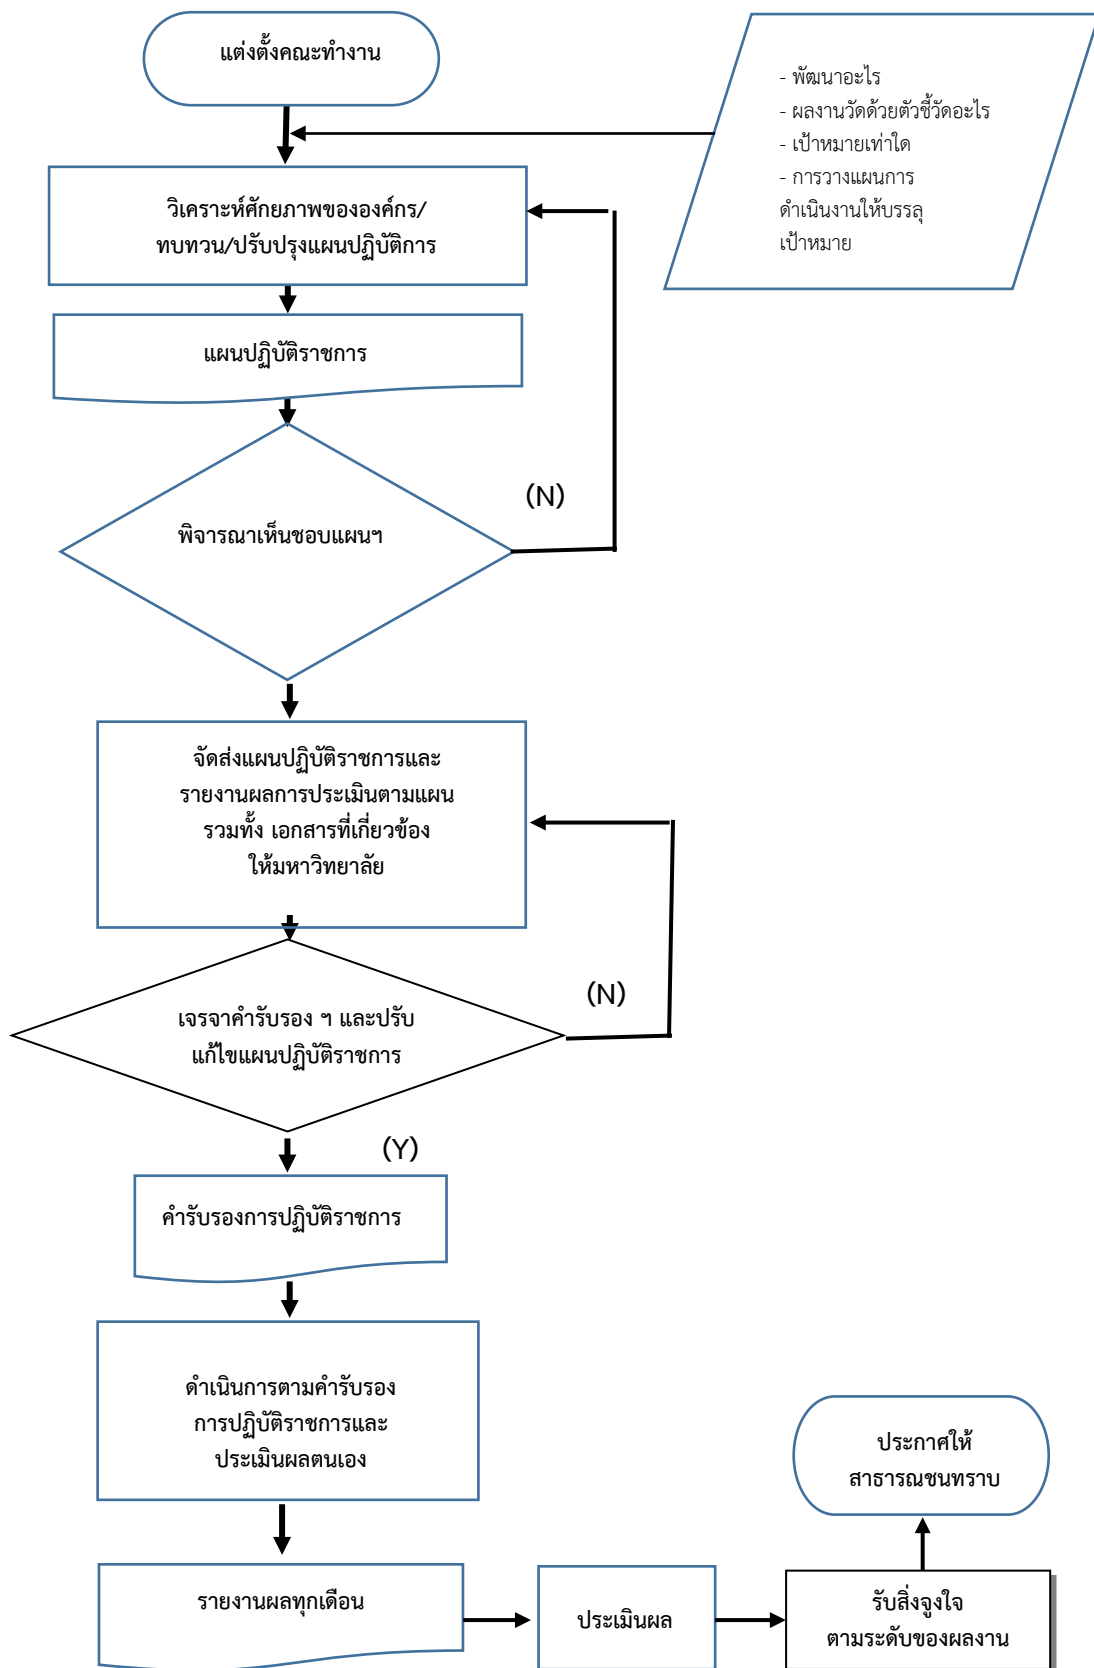 แต่งตั้งคณะทำงาน
- พัฒนาอะไร
- ผลงานวัดด้วยตัวชี้วัดอะไร
- เป้าหมายเท่าใด
- การวางแผนการ
ดำเนินงานให้บรรลุ
เป้าหมาย
วิเคราะห์ศักยภาพขององค์กร/
ทบทวน/ปรับปรุงแผนปฏิบัติการ
แผนปฏิบัติราชการ
(N)
พิจารณาเห็นชอบแผนฯ
จัดส่งแผนปฏิบัติราชการและ
รายงานผลการประเมินตามแผน
รวมทั้ง เอกสารที่เกี่ยวข้อง
ให้มหาวิทยาลัย
(N)
เจรจาคำรับรอง ฯ และปรับ
แก้ไขแผนปฏิบัติราชการ
(Y)
คำรับรองการปฏิบัติราชการ
ดำเนินการตามคำรับรอง
การปฏิบัติราชการและ
ประเมินผลตนเอง
รายงานผลทุกเดือน
ประเมินผล
รับสิ่งจูงใจ
ตามระดับของผลงาน
ประกาศให้
สาธารณชนทราบ